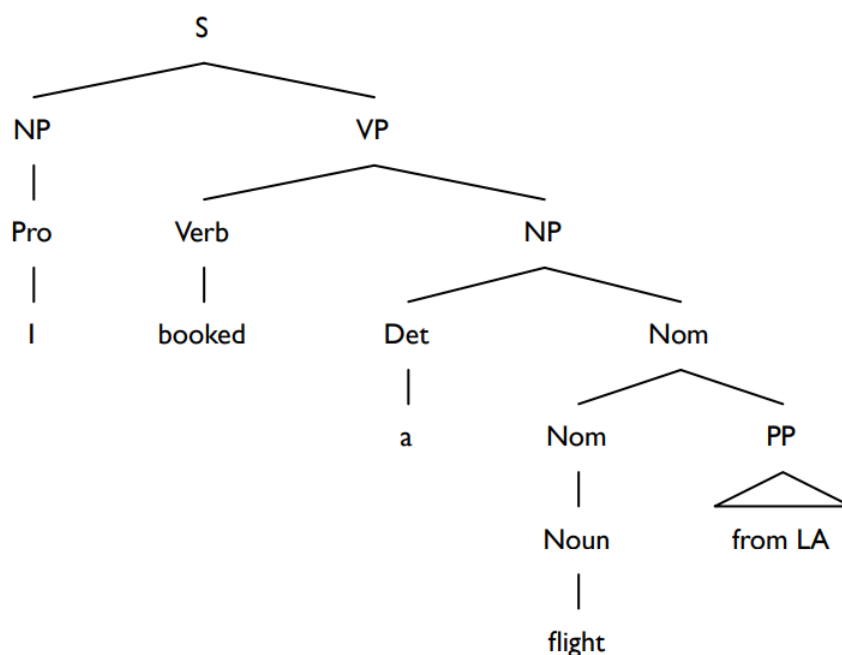 S
NP VP
Pro Verb NP
I booked Det Nom
a Nom PP
Noun from LA
flight